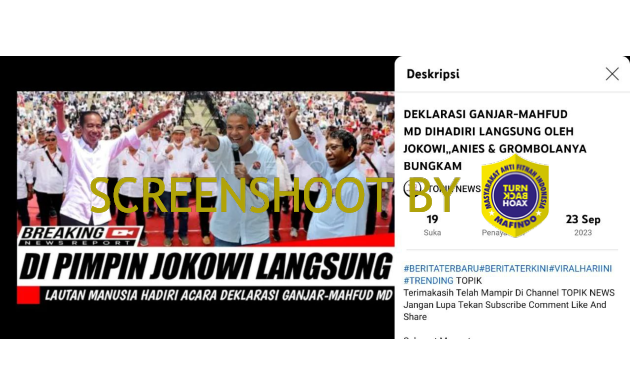 Deskripsi
DEKLARASI GANJAR-MAHFUD
MD DIHADIRI LANGSUNG OLEH
JOKOWI,,ANIES & GROMBOLANYA
BUNGKAM
TOPIK NEWS
19
Suka
23 Sep
2023
#BERITATERBARU#BERITATERKINI#VIRALHARIINI
#TRENDING TOPIK
Terimakasih Telah Mampir Di Channel TOPIK NEWS
Jangan Lupa Tekan Subscribe Comment Like And
Share
SCREENSHOOT BY
MASYARAKAT ANTI FITNAH INDONESIA
TURN
BACK
HOAX
MAFINDO
BREAKING
NEWS REPORT
DI PIMPIN JOKOWI LANGSUNG
LAUTAN MANUSIA HADIRI ACARA DEKLARASI GANJAR-MAHFUD MD